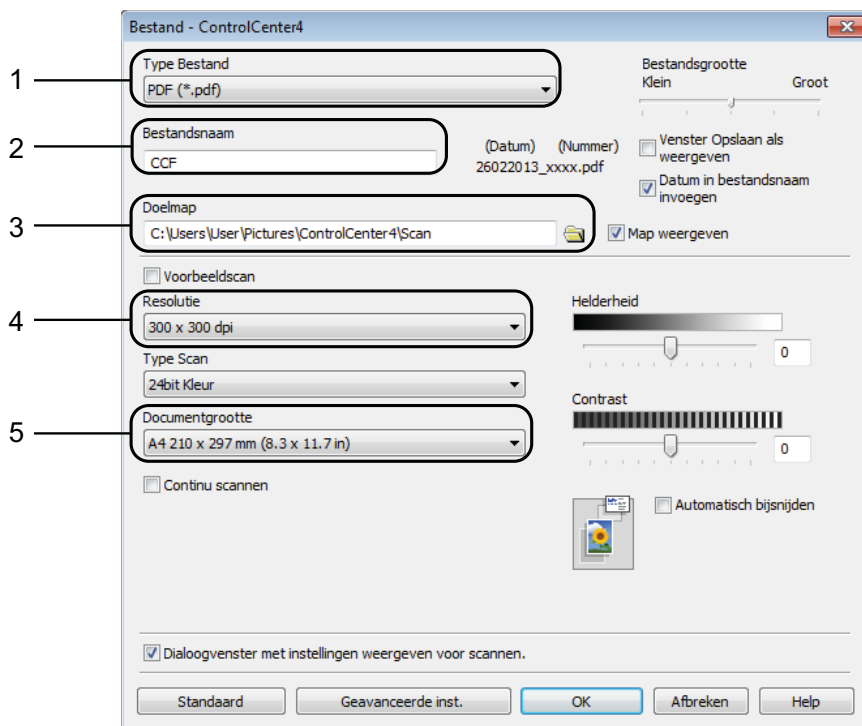 Bestand - ControlCenter4
1
Type Bestand
PDF (*.pdf)
Bestandsgrootte
Klein Groot
2
Bestandsnaam
CCF
(Datum) (Nummer)
26022013_xxxx.pdf
Venster Opslaan als
weergeven
Datum in bestandsnaam
invoegen
3
Doelmap
C:\Users\User\Pictures\ControlCenter4\Scan
Map weergeven
Voorbeeldscan
4
Resolutie
300 x 300 dpi
Helderheid
0
Type Scan
24bit Kleur
5
Documentgrootte
A4 210 x 297 mm (8.3 x 11.7 in)
Contrast
0
Continu scannen
Automatisch bijsnijden
Dialoogvenster met instellingen weergeven voor scannen.
Standaard Geavanceerde inst. OK Afbreken Help